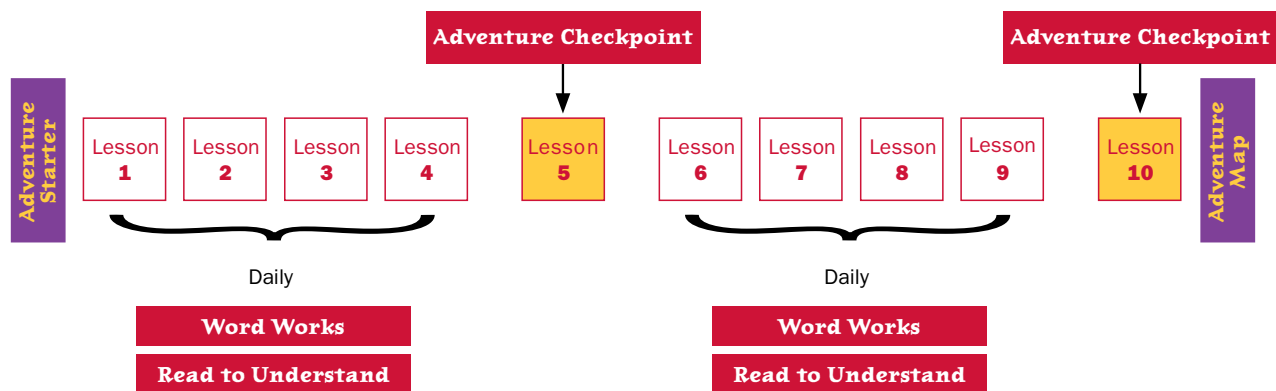 Adventure Checkpoint
Adventure Checkpoint
Adventure
Starter
Lesson
1
Lesson
2
Lesson
3
Lesson
4
Lesson
5
Lesson
6
Lesson
7
Lesson
8
Lesson
9
Lesson
10
Adventure
Map
Daily
Daily
Word Works
Word Works
Read to Understand
Read to Understand